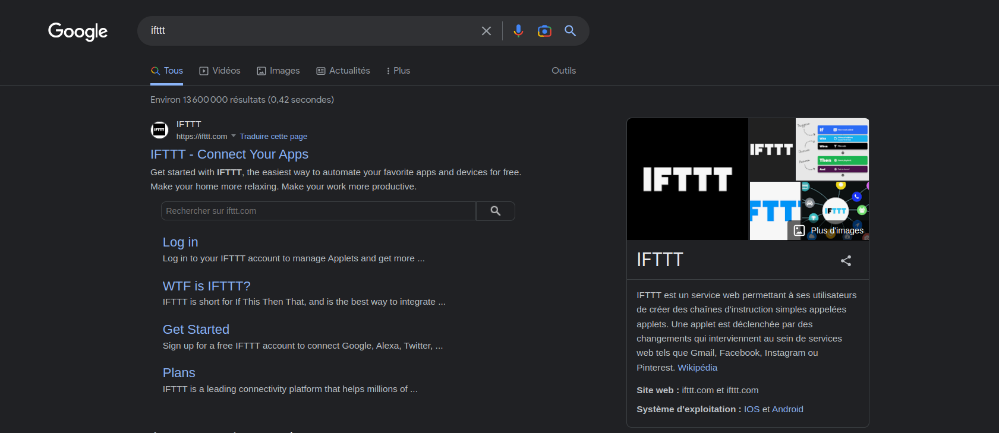 Google
ifttt
Tous
Vidéos
Images
Actualités
Plus
Outils
Environ 13 600 000 résultats (0,42 secondes)
IFTTT
IFTTT
https://ifttt.com
Traduire cette page
IFTTT - Connect Your Apps
Get started with IFTTT, the easiest way to automate your favorite apps and devices for free.
Make your home more relaxing. Make your work more productive.
Rechercher sur ifttt.com
Log in
Log in to your IFTTT account to manage Applets and get more ...
WTF is IFTTT?
IFTTT is short for If This Then That, and is the best way to integrate ...
Get Started
Sign up for a free IFTTT account to connect Google, Alexa, Twitter, ...
Plans
IFTTT is a leading connectivity platform that helps millions of ...
IFTTT
IFTTT
If
With
When
Then
And
IFTTT
Plus d'images
IFTTT
IFTTT est un service web permettant à ses utilisateurs
de créer des chaînes d'instruction simples appelées
applets. Une applet est déclenchée par des
changements qui interviennent au sein de services
web tels que Gmail, Facebook, Instagram ou
Pinterest. Wikipédia
Site web : ifttt.com et ifttt.com
Système d'exploitation : IOS et Android